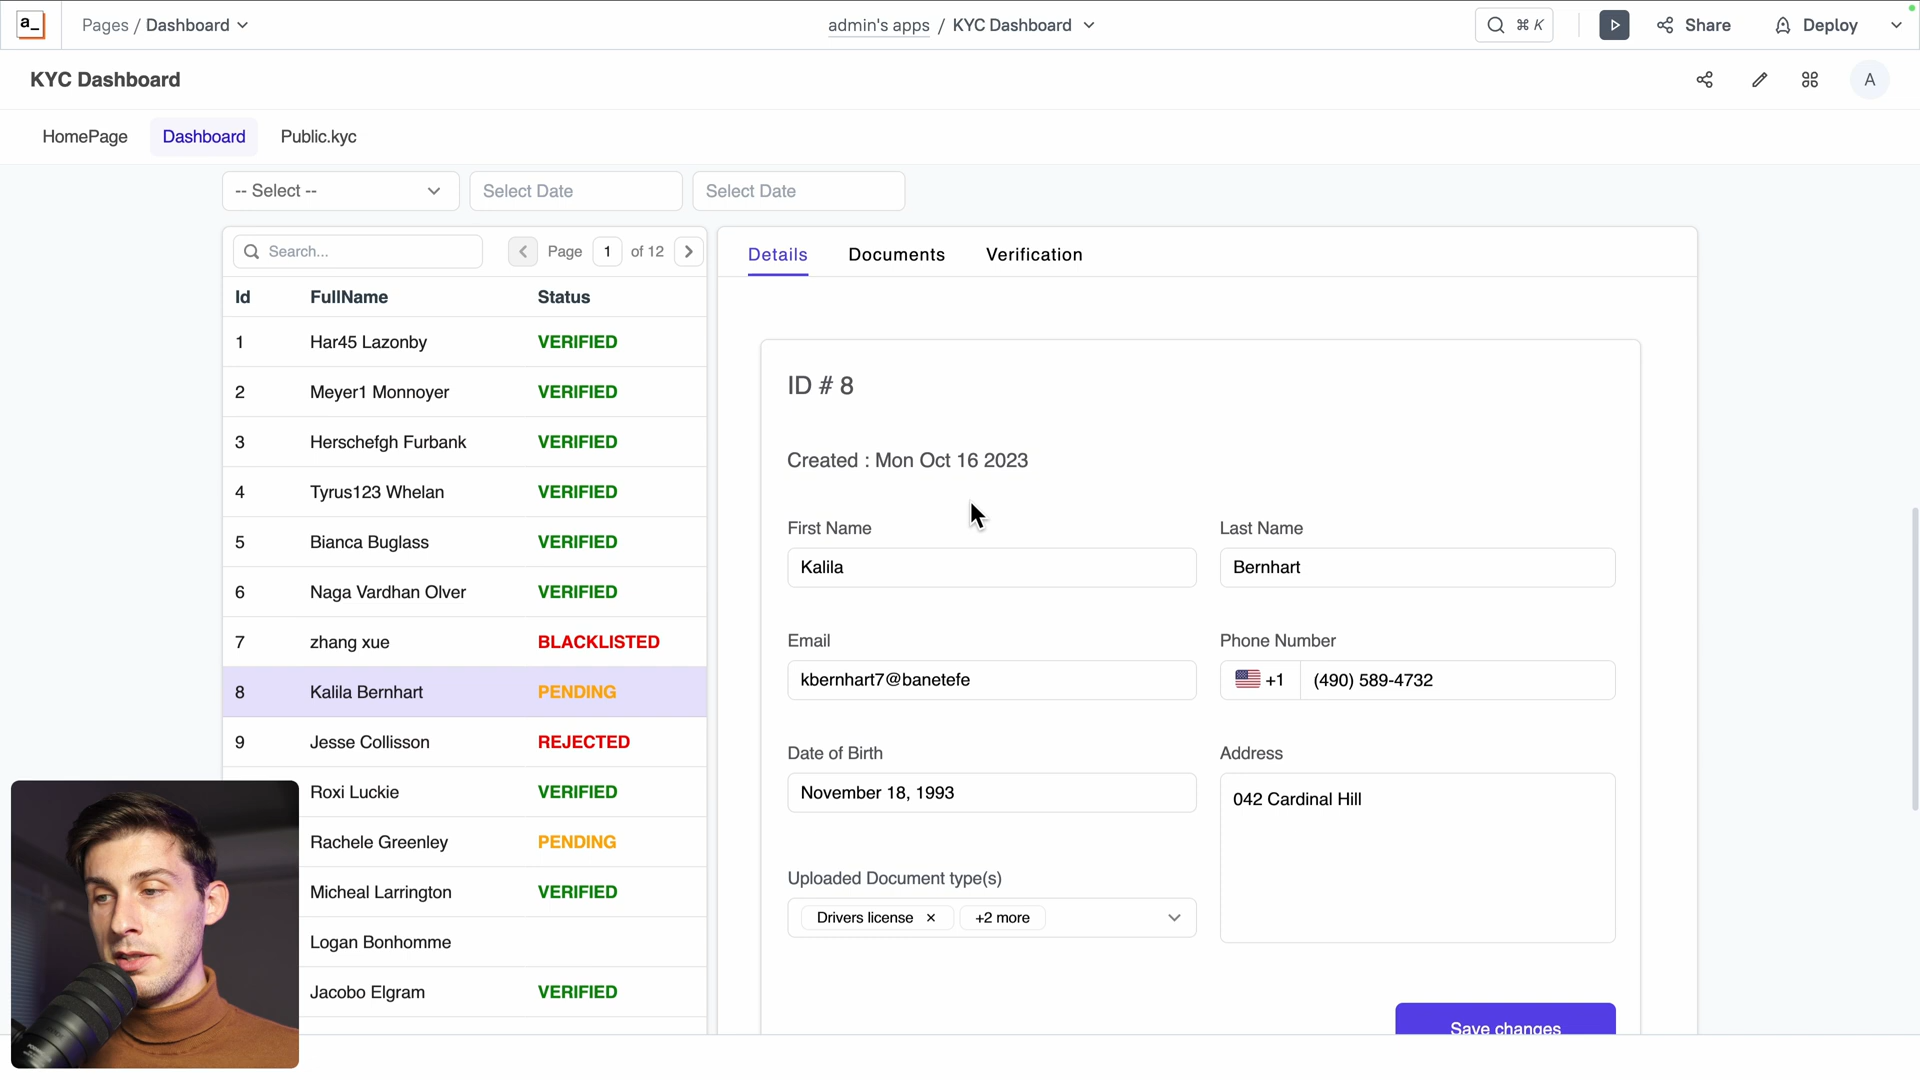 a_
Pages / Dashboard
admin's apps / KYC Dashboard
⌘ K
Share
Deploy
KYC Dashboard
A
HomePage
Dashboard
Public.kyc
-- Select --
Select Date
Select Date
Search...
Page 1 of 12
Details
Documents
Verification
Id FullName Status
1 Har45 Lazonby VERIFIED
2 Meyer1 Monnoyer VERIFIED
3 Herschefgh Furbank VERIFIED
4 Tyrus123 Whelan VERIFIED
5 Bianca Buglass VERIFIED
6 Naga Vardhan Olver VERIFIED
7 zhang xue BLACKLISTED
8 Kalila Bernhart PENDING
9 Jesse Collisson REJECTED
Roxi Luckie VERIFIED
Rachele Greenley PENDING
Micheal Larrington VERIFIED
Logan Bonhomme
Jacobo Elgram VERIFIED
ID # 8
Created : Mon Oct 16 2023
First Name
Kalila
Last Name
Bernhart
Email
kbernhart7@banetefe
Phone Number
+1 (490) 589-4732
Date of Birth
November 18, 1993
Address
042 Cardinal Hill
Uploaded Document type(s)
Drivers license ×
+2 more
Save changes